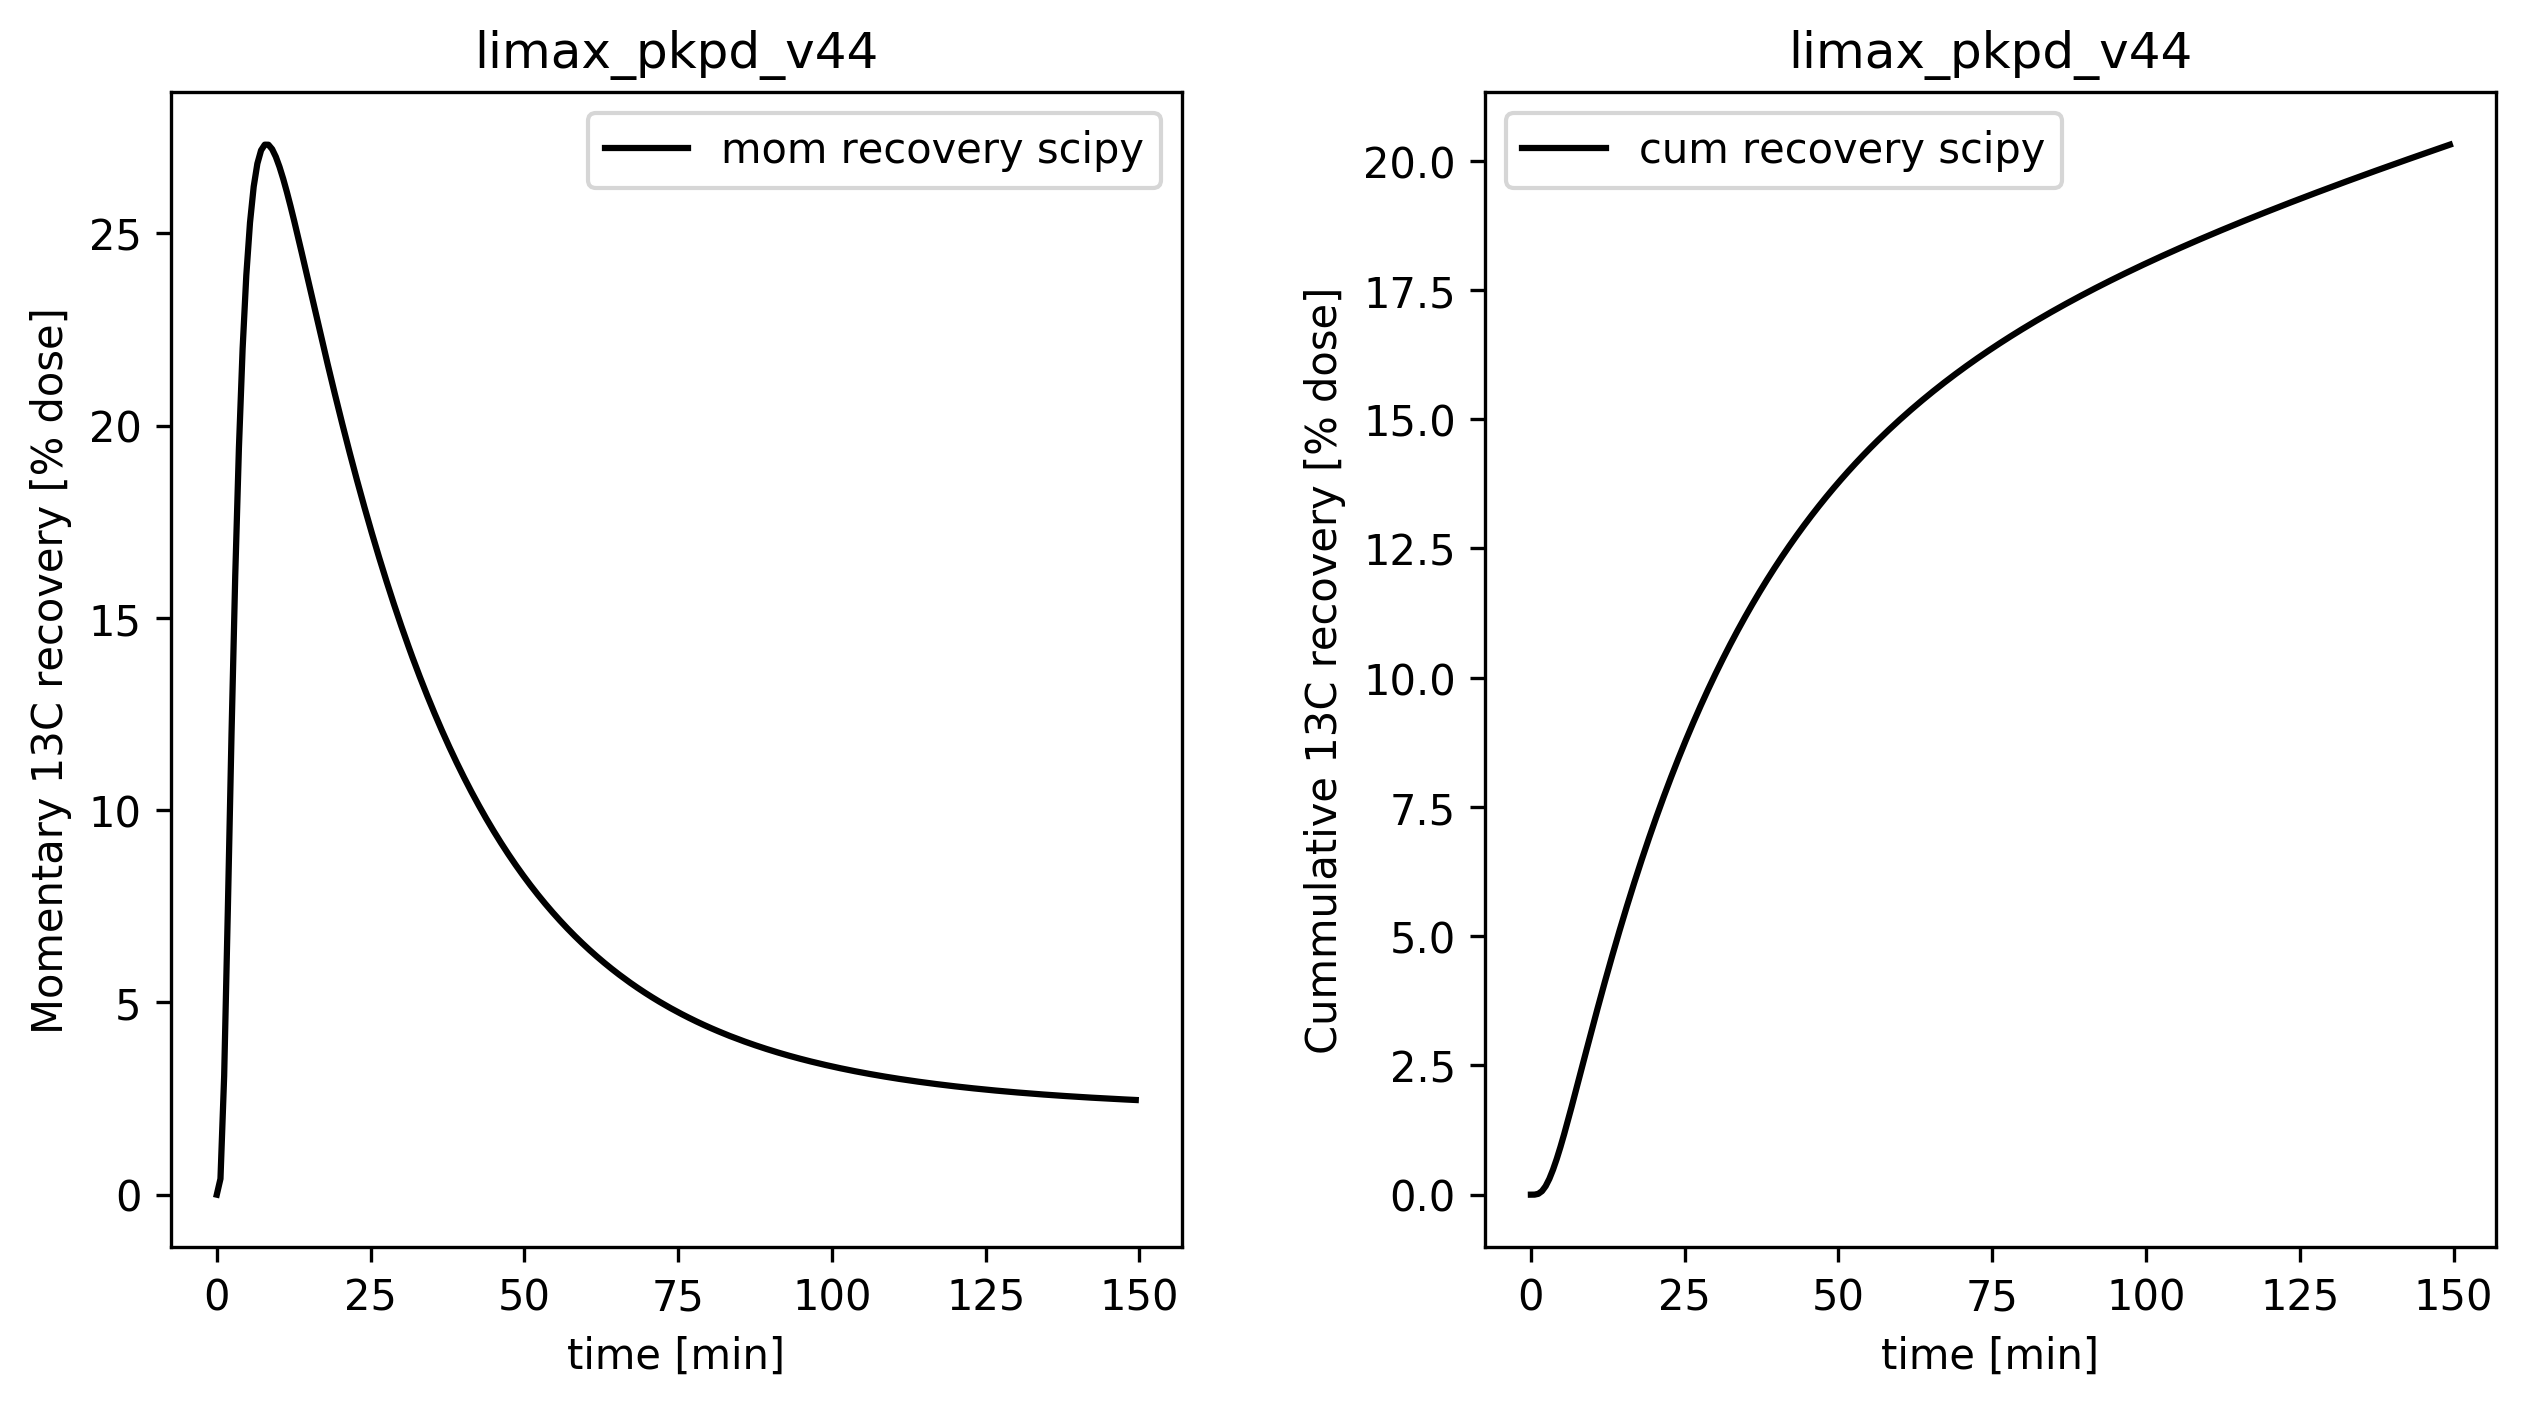 limax_pkpd_v44
mom recovery scipy
Momentary 13C recovery [% dose]
25
20
15
10
5
0
0 25 50 75 100 125 150
time [min]
limax_pkpd_v44
cum recovery scipy
Cummulative 13C recovery [% dose]
20.0
17.5
15.0
12.5
10.0
7.5
5.0
2.5
0.0
0 25 50 75 100 125 150
time [min]